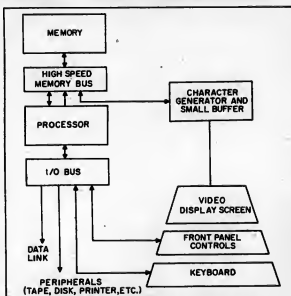 MEMORY
HIGH SPEED
MEMORY BUS
CHARACTER
GENERATOR AND
SMALL BUFFER
PROCESSOR
I/O BUS
VIDEO
DISPLAY SCREEN
FRONT PANEL
CONTROLS
DATA
LINK
KEYBOARD
PERIPHERALS
(TAPE, DISK, PRINTER, ETC.)